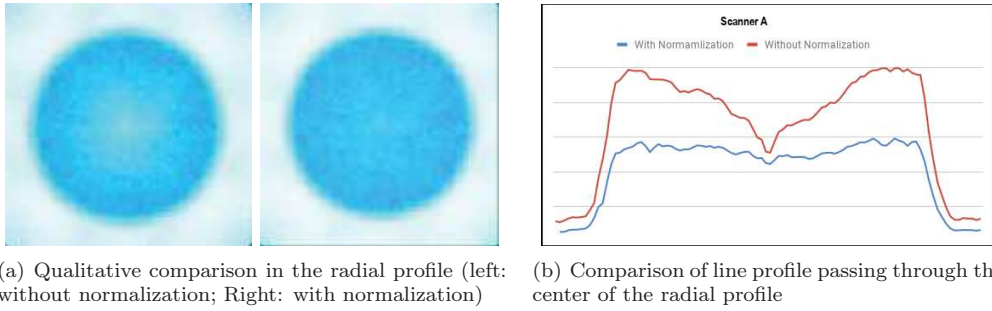 Scanner A
With Normamlization Without Normalization
(a) Qualitative comparison in the radial profile (left:
without normalization; Right: with normalization)
(b) Comparison of line profile passing through th
center of the radial profile